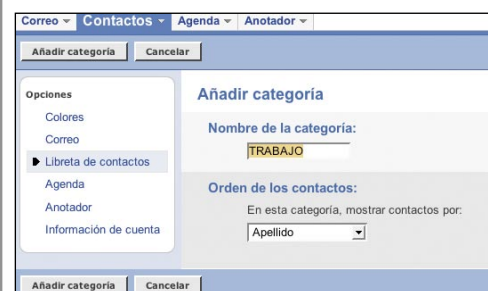 Correo Contactos Agenda Anotador
Añadir categoría Cancelar
Opciones
Colores
Correo
Libreta de contactos
Agenda
Anotador
Información de cuenta
Añadir categoría
Nombre de la categoría:
TRABAJO
Orden de los contactos:
En esta categoría, mostrar contactos por:
Apellido
Añadir categoría Cancelar